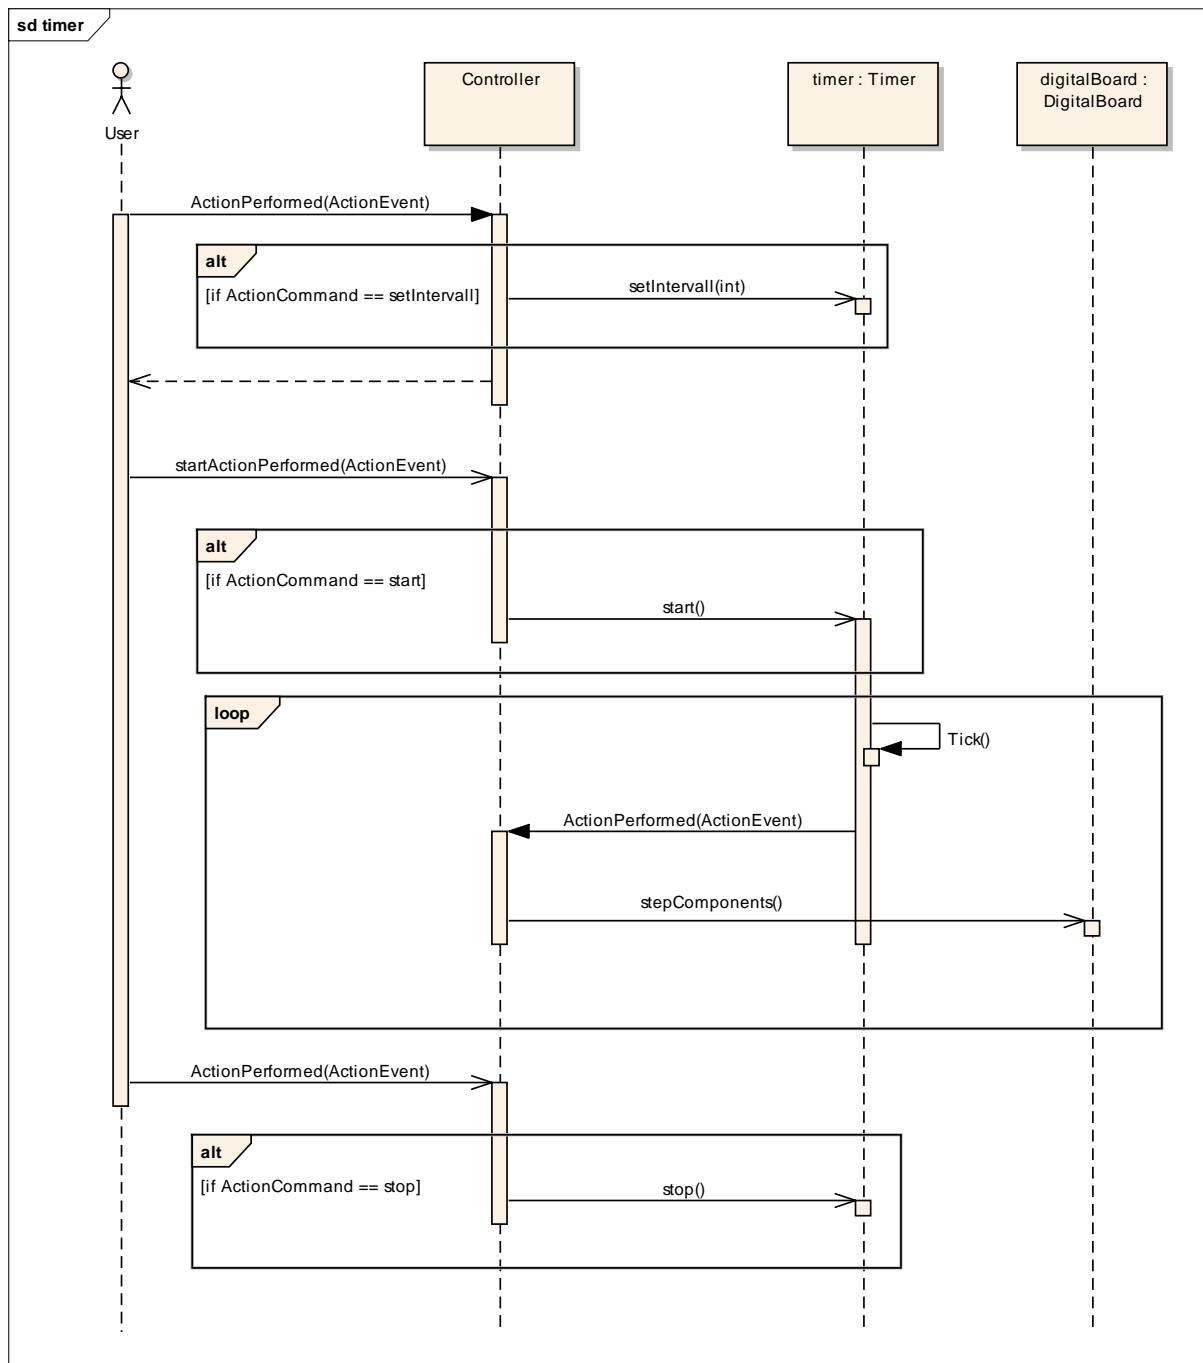 sd timer
User
Controller
timer : Timer
digitalBoard :
DigitalBoard
ActionPerformed(ActionEvent)
alt
[if ActionCommand == setIntervall]
setIntervall(int)
startActionPerformed(ActionEvent)
alt
[if ActionCommand == start]
start()
loop
Tick()
ActionPerformed(ActionEvent)
stepComponents()
ActionPerformed(ActionEvent)
alt
[if ActionCommand == stop]
stop()